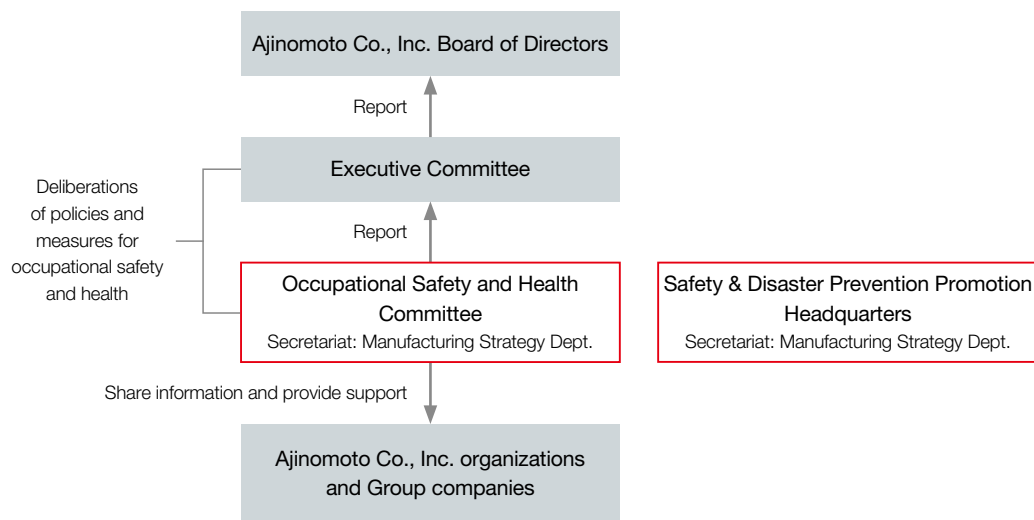 Ajinomoto Co., Inc. Board of Directors
Report
Executive Committee
Deliberations
of policies and
measures for
occupational safety
and health
Report
Occupational Safety and Health
Committee
Secretariat: Manufacturing Strategy Dept.
Safety & Disaster Prevention Promotion
Headquarters
Secretariat: Manufacturing Strategy Dept.
Share information and provide support
Ajinomoto Co., Inc. organizations
and Group companies